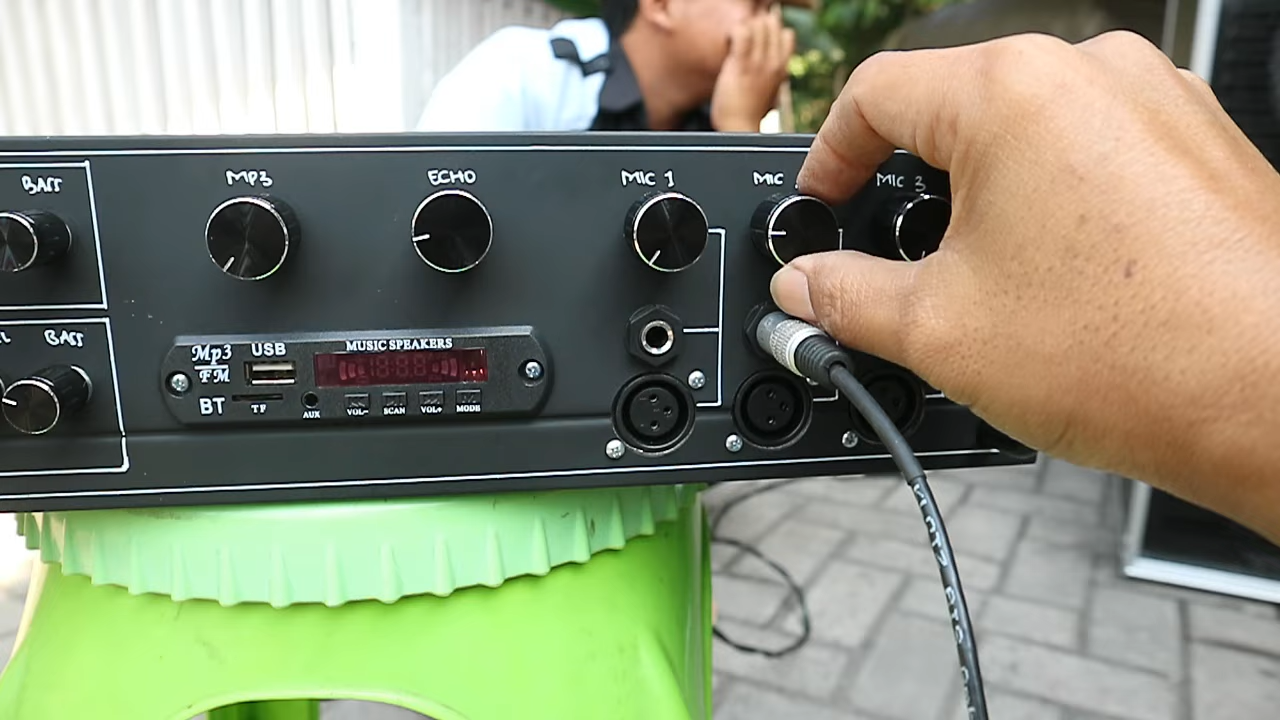 BASS
MP3
ECHO
MIC 1
MIC
MIC 3
BASS
Mp3
FM
USB
MUSIC SPEAKERS
BT
TF
AUX
VOL-
SCAN
VOL+
MODE